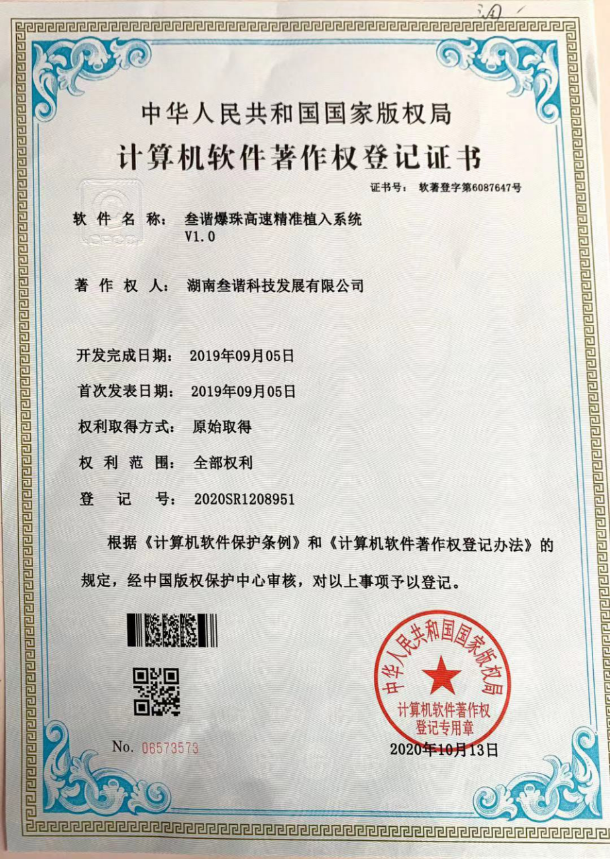 中华人民共和国国家版权局
计算机软件著作权登记证书
证书号： 软著登字第6087647号
CPCC
软件名称： 叁谐爆珠高速精准植入系统
V1.0
著作权人： 湖南叁谐科技发展有限公司
开发完成日期： 2019年09月05日
首次发表日期： 2019年09月05日
权利取得方式： 原始取得
权利范围： 全部权利
登记号： 2020SR1208951
根据《计算机软件保护条例》和《计算机软件著作权登记办法》的
规定，经中国版权保护中心审核，对以上事项予以登记。
中华人民共和国国家版权局
计算机软件著作权
登记专用章
No. 06573573
2020年10月13日